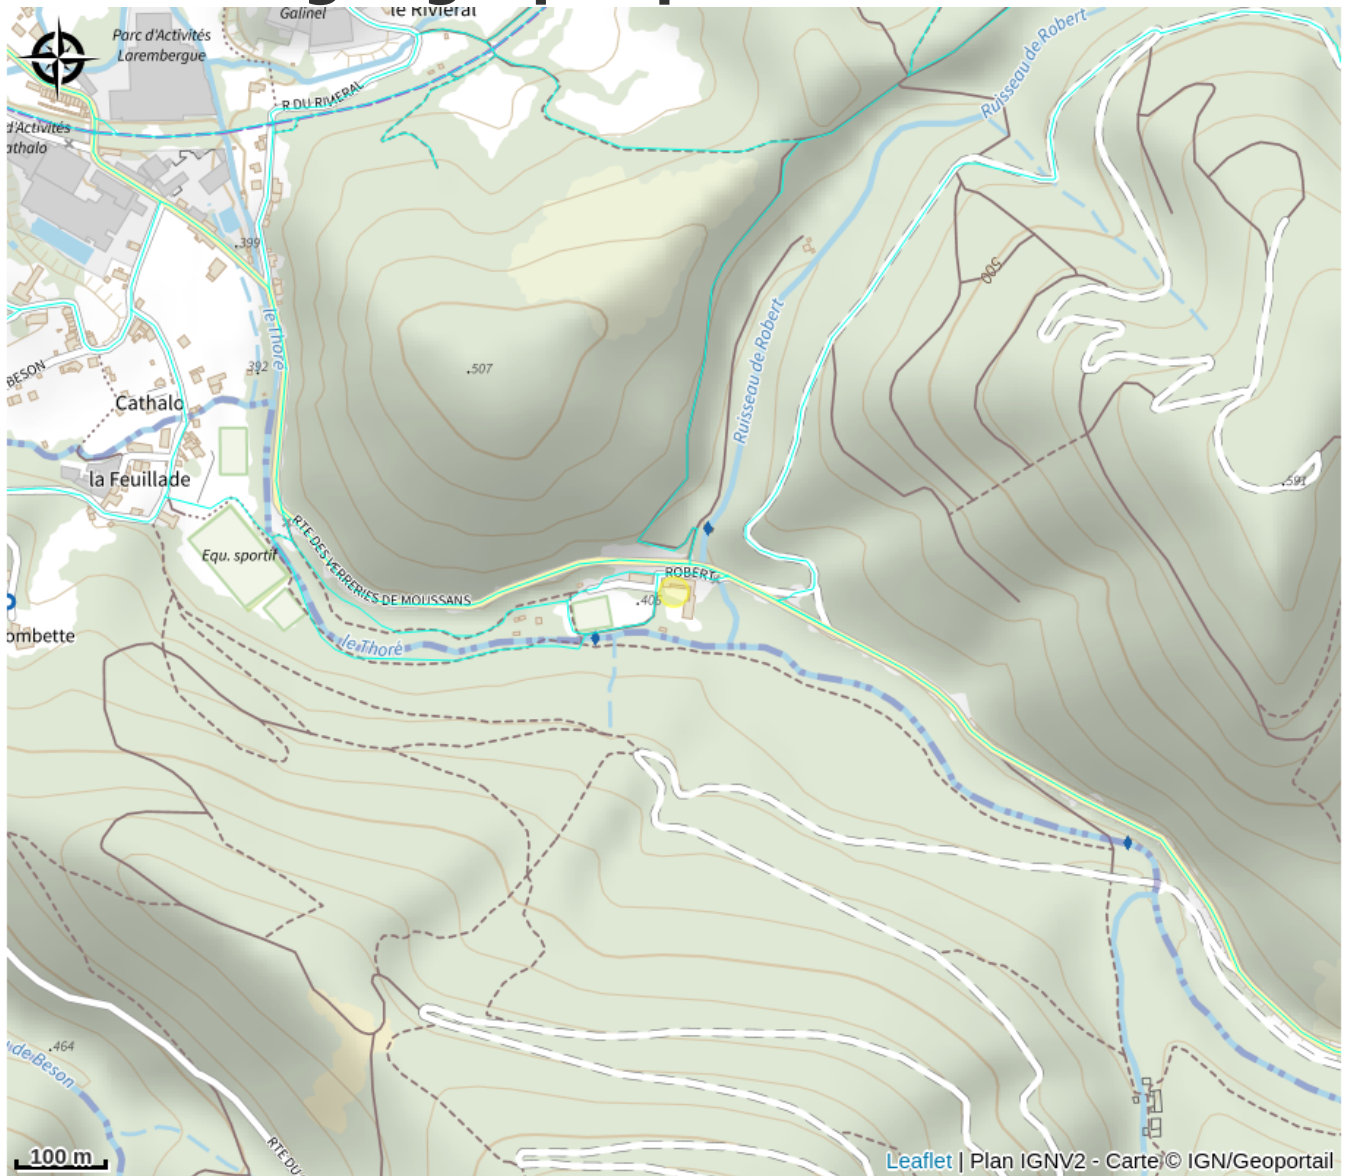 le Rivieral
Galinel
Parc d'Activités
Larembergue
Ruisseau de Robert
R DU RIVIERAL
d'Activités
athalo
.399
500
le Thoré
Ruisseau de Robert
.392
.507
BESON
Cathalo
la Feuillade
.591
RTE DES VERRERIES DE MOUSSANS
Equ. sportif
ROBERT
.406
ombette
le Thoré
.464
de Beson
RTE DU
100 m
Leaflet | Plan IGNV2 - Carte © IGN/Geoportail